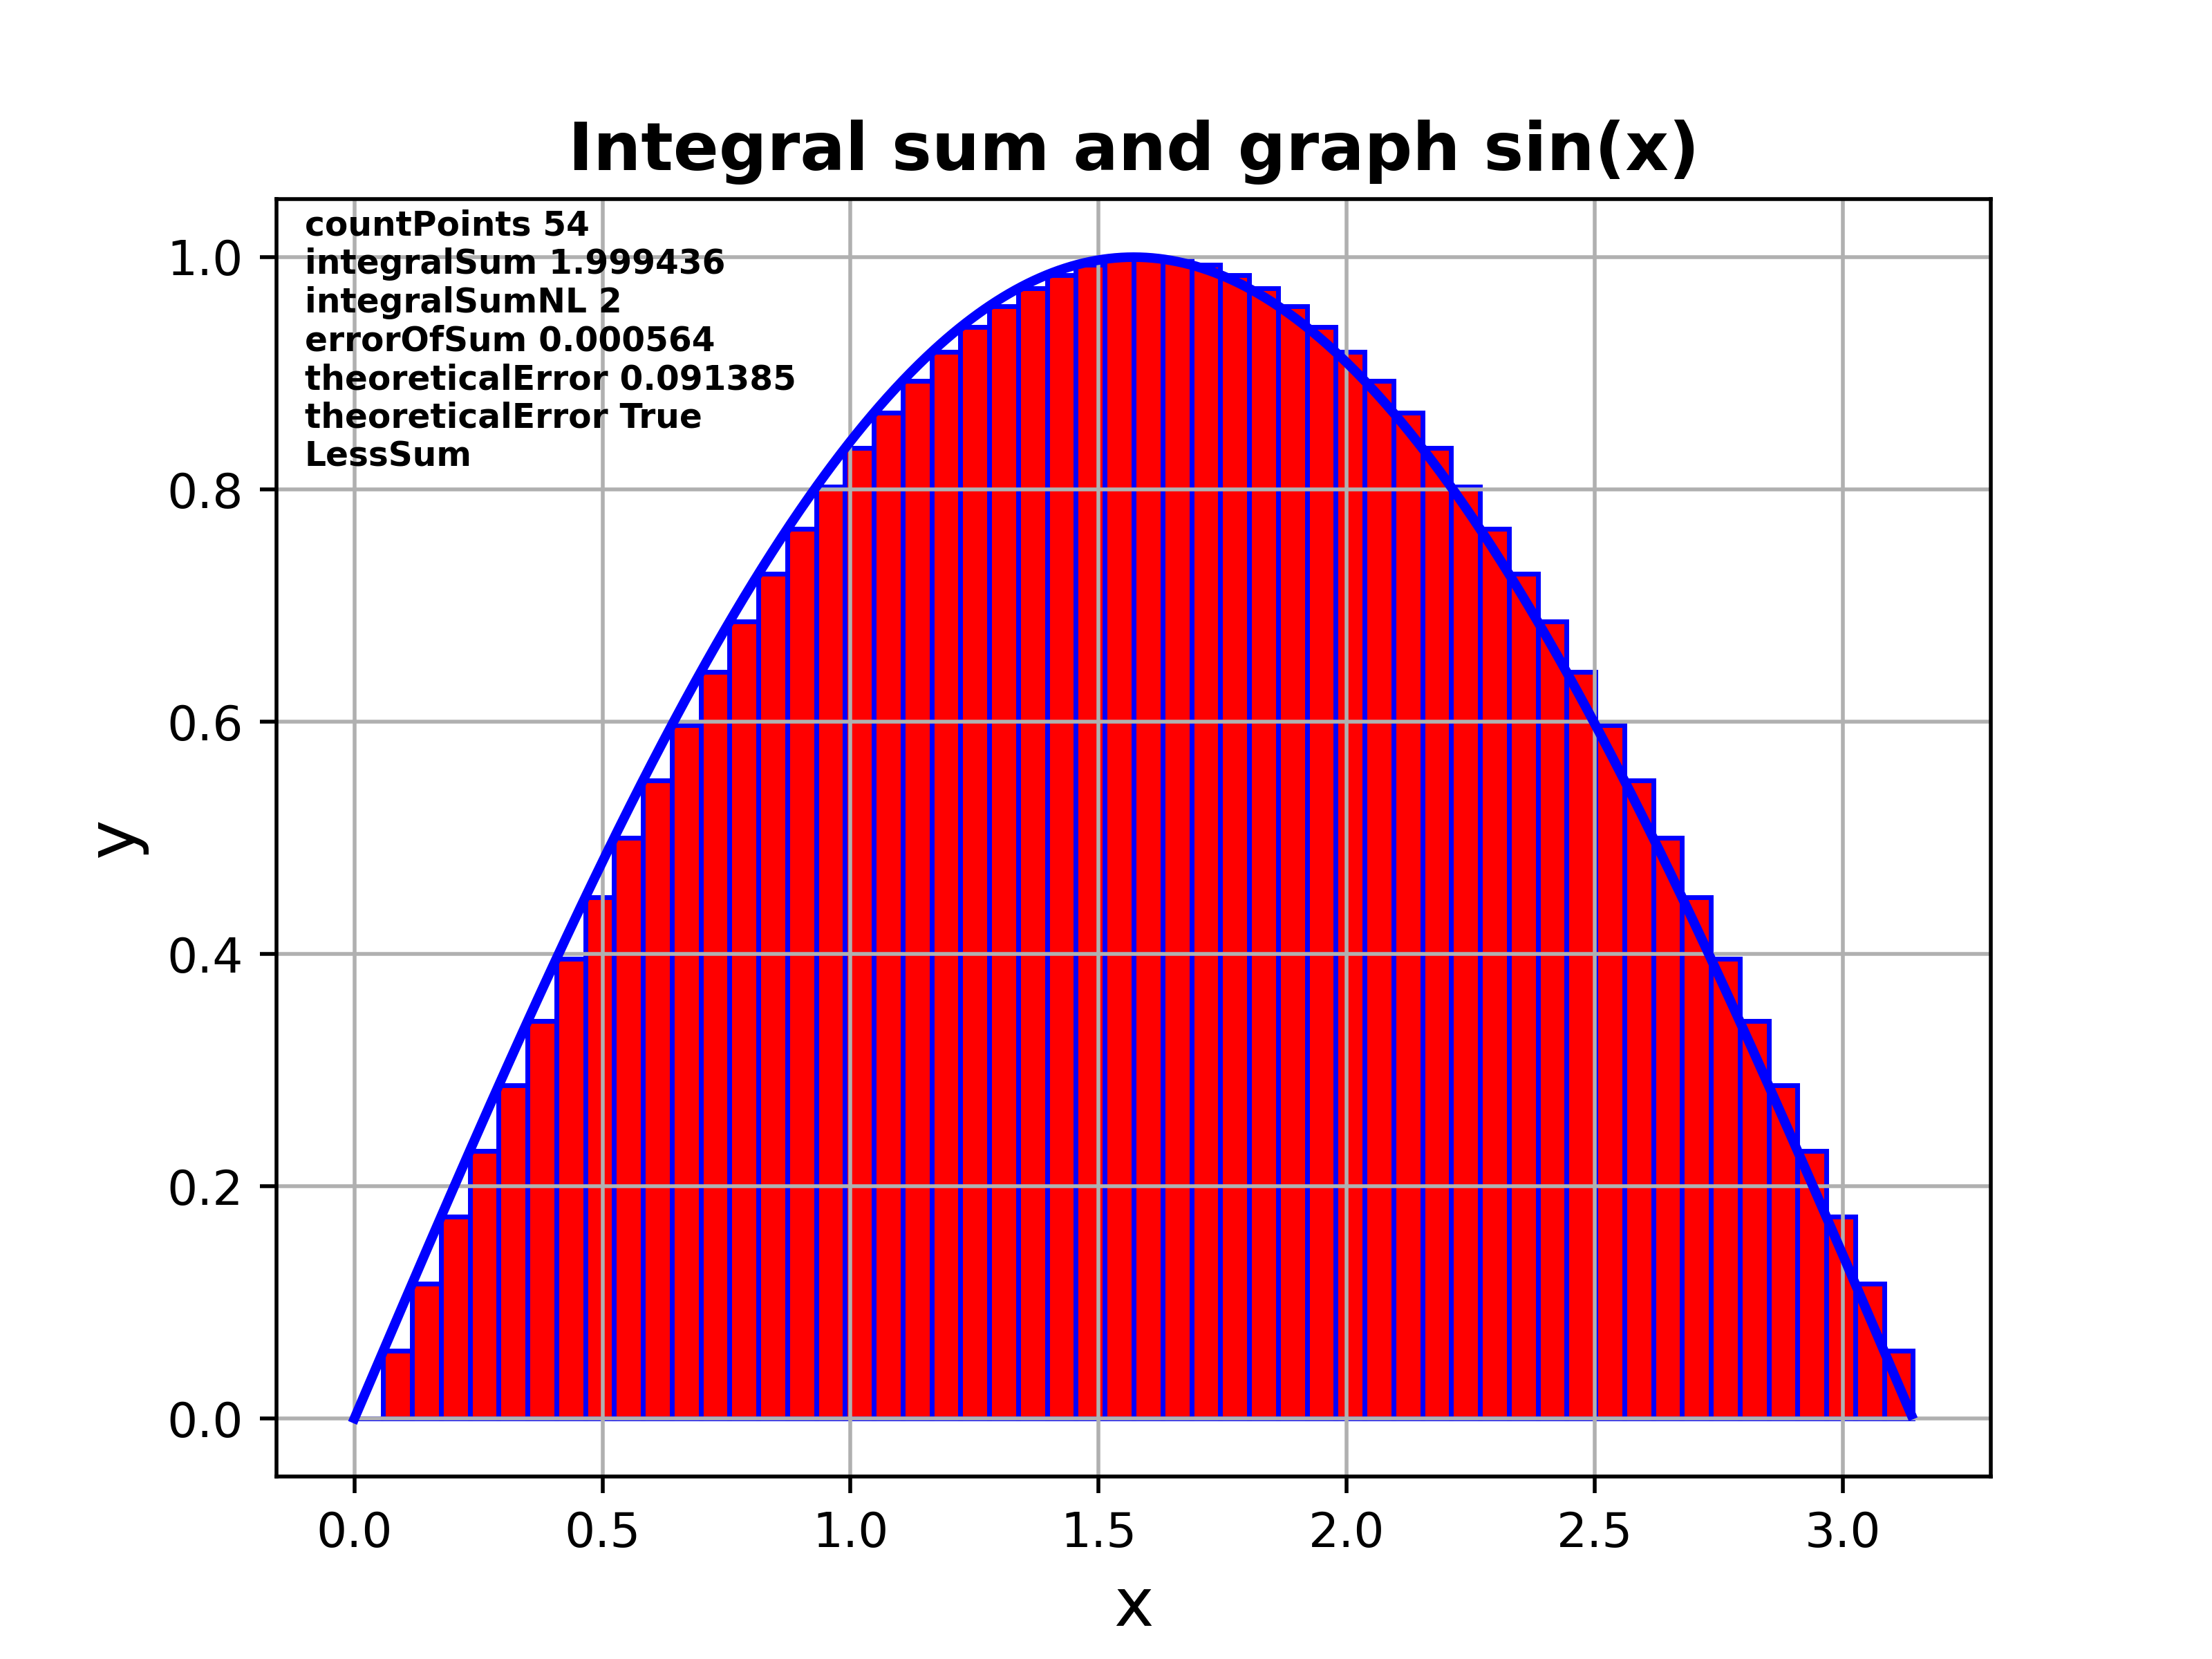 Integral sum and graph sin(x)
countPoints 54
integralSum 1.999436
integralSumNL 2
errorOfSum 0.000564
theoreticalError 0.091385
theoreticalError True
LessSum
1.0
0.8
0.6
0.4
0.2
0.0
y
0.0 0.5 1.0 1.5 2.0 2.5 3.0
x